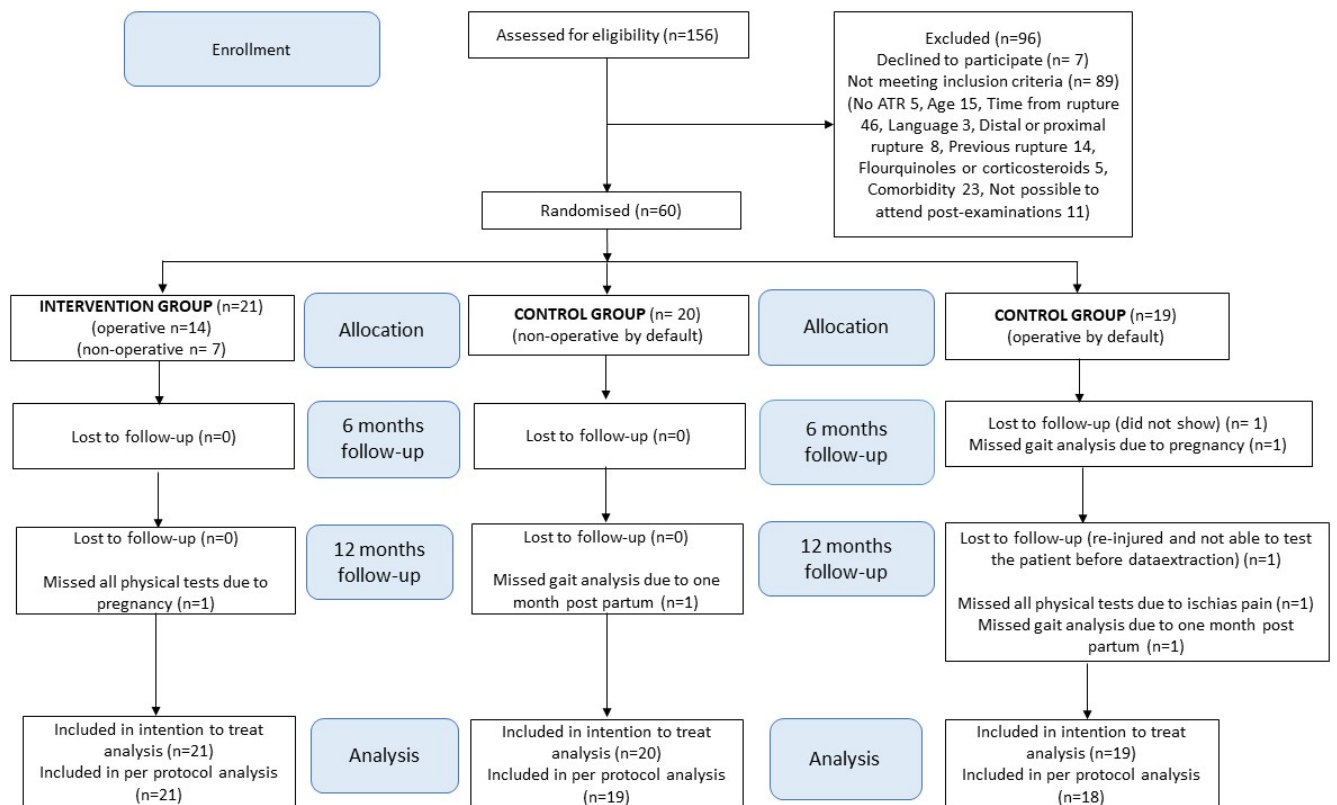 Enrollment
Assessed for eligibility (n=156)
Excluded (n=96)
Declined to participate (n= 7)
Not meeting inclusion criteria (n= 89)
(No ATR 5, Age 15, Time from rupture
46, Language 3, Distal or proximal
rupture 8, Previous rupture 14,
Flourquinoles or corticosteroids 5,
Comorbidity 23, Not possible to
attend post-examinations 11)
Randomised (n=60)
INTERVENTION GROUP (n=21)
(operative n=14)
(non-operative n= 7)
Allocation
CONTROL GROUP (n= 20)
(non-operative by default)
Allocation
CONTROL GROUP (n=19)
(operative by default)
Lost to follow-up (n=0)
6 months
follow-up
Lost to follow-up (n=0)
6 months
follow-up
Lost to follow-up (did not show) (n= 1)
Missed gait analysis due to pregnancy (n=1)
Lost to follow-up (n=0)
Missed all physical tests due to
pregnancy (n=1)
12 months
follow-up
Lost to follow-up (n=0)
Missed gait analysis due to one
month post partum (n=1)
12 months
follow-up
Lost to follow-up (re-injured and not able to test
the patient before dataextraction) (n=1)
Missed all physical tests due to ischias pain (n=1)
Missed gait analysis due to one month post
partum (n=1)
Included in intention to treat
analysis (n=21)
Included in per protocol analysis
(n=21)
Analysis
Included in intention to treat
analysis (n=20)
Included in per protocol analysis
(n=19)
Analysis
Included in intention to treat
analysis (n=19)
Included in per protocol analysis
(n=18)